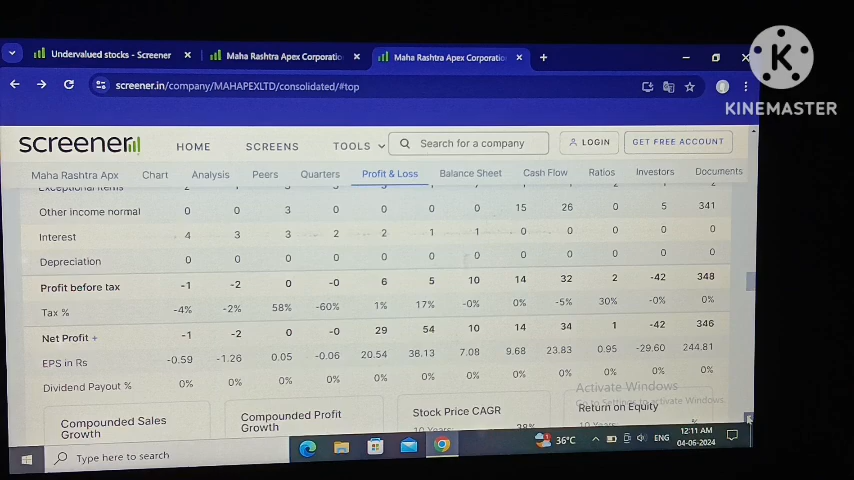 K
KINEMASTER
Undervalued stocks - Screener
Maha Rashtra Apex Corporatio
Maha Rashtra Apex Corporatio
screener.in/company/MAHAPEXLTD/consolidated/#top
screener
HOME
SCREENS
TOOLS
Search for a company
LOGIN
GET FREE ACCOUNT
Maha Rashtra Apx Chart Analysis Peers Quarters Profit & Loss Balance Sheet Cash Flow Ratios Investors Documents
Exceptional items
Other income normal 0 0 3 0 0 0 0 15 26 0 5 341
Interest 4 3 3 2 2 1 1 0 0 0 0 0
Depreciation 0 0 0 0 0 0 0 0 0 0 0 0
Profit before tax -1 -2 0 -0 6 5 10 14 32 2 -42 348
Tax % -4% -2% 58% -60% 1% 17% -0% 0% -5% 30% -0% 0%
Net Profit + -1 -2 0 -0 29 54 10 14 34 1 -42 346
EPS in Rs -0.59 -1.26 0.05 -0.06 20.54 38.13 7.08 9.68 23.83 0.95 -29.60 244.81
Dividend Payout % 0% 0% 0% 0% 0% 0% 0% 0% 0% 0% 0% 0%
Activate Windows
Go to Settings to activate Windows.
Compounded Sales
Growth
Compounded Profit
Growth
Stock Price CAGR
Return on Equity
Type here to search
36°C
ENG
12:11 AM
04-06-2024